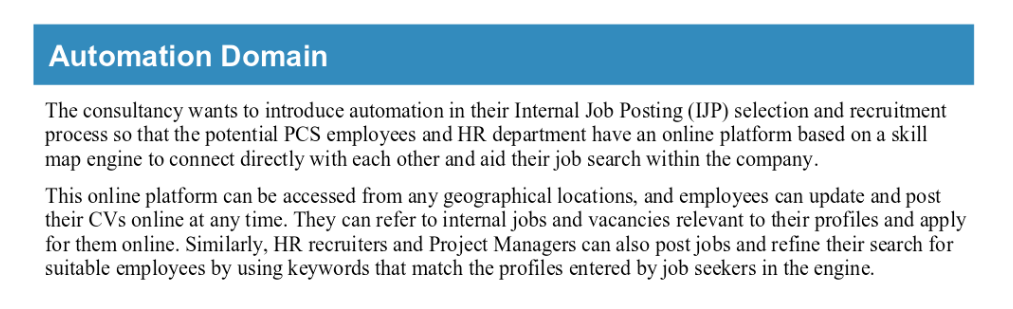 Automation Domain
The consultancy wants to introduce automation in their Internal Job Posting (IJP) selection and recruitment
process so that the potential PCS employees and HR department have an online platform based on a skill
map engine to connect directly with each other and aid their job search within the company.
This online platform can be accessed from any geographical locations, and employees can update and post
their CVs online at any time. They can refer to internal jobs and vacancies relevant to their profiles and apply
for them online. Similarly, HR recruiters and Project Managers can also post jobs and refine their search for
suitable employees by using keywords that match the profiles entered by job seekers in the engine.